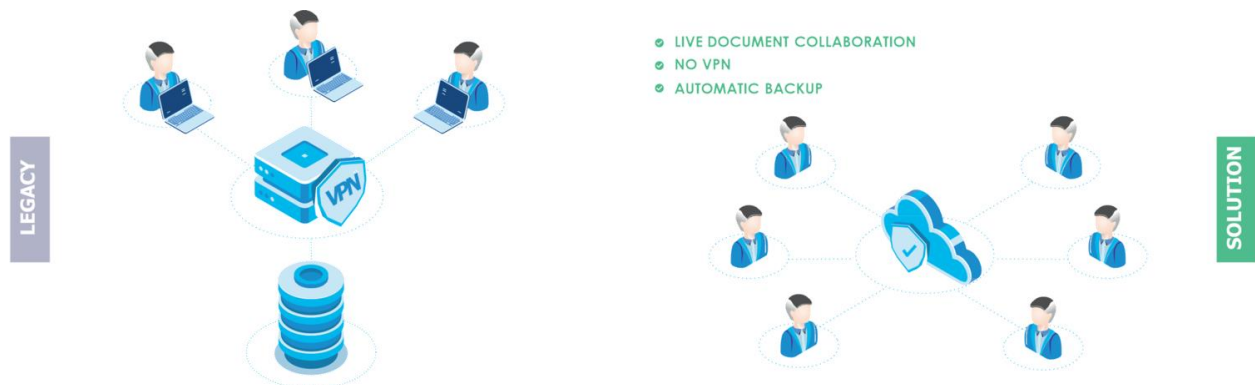 LEGACY
VPN
LIVE DOCUMENT COLLABORATION
NO VPN
AUTOMATIC BACKUP
SOLUTION